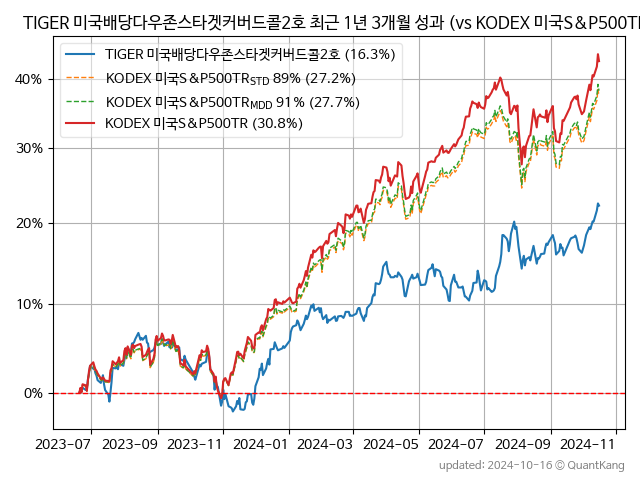 TIGER 미국배당다우존스타겟커버드콜2호 최근 1년 3개월 성과 (vs KODEX 미국S&P500TR
TIGER 미국배당다우존스타겟커버드콜2호 (16.3%)
KODEX 미국S&P500TRSTD 89% (27.2%)
KODEX 미국S&P500TRMDD 91% (27.7%)
KODEX 미국S&P500TR (30.8%)
40%
30%
20%
10%
0%
2023-07 2023-09 2023-11 2024-01 2024-03 2024-05 2024-07 2024-09 2024-11
updated: 2024-10-16 ⓒ QuantKang